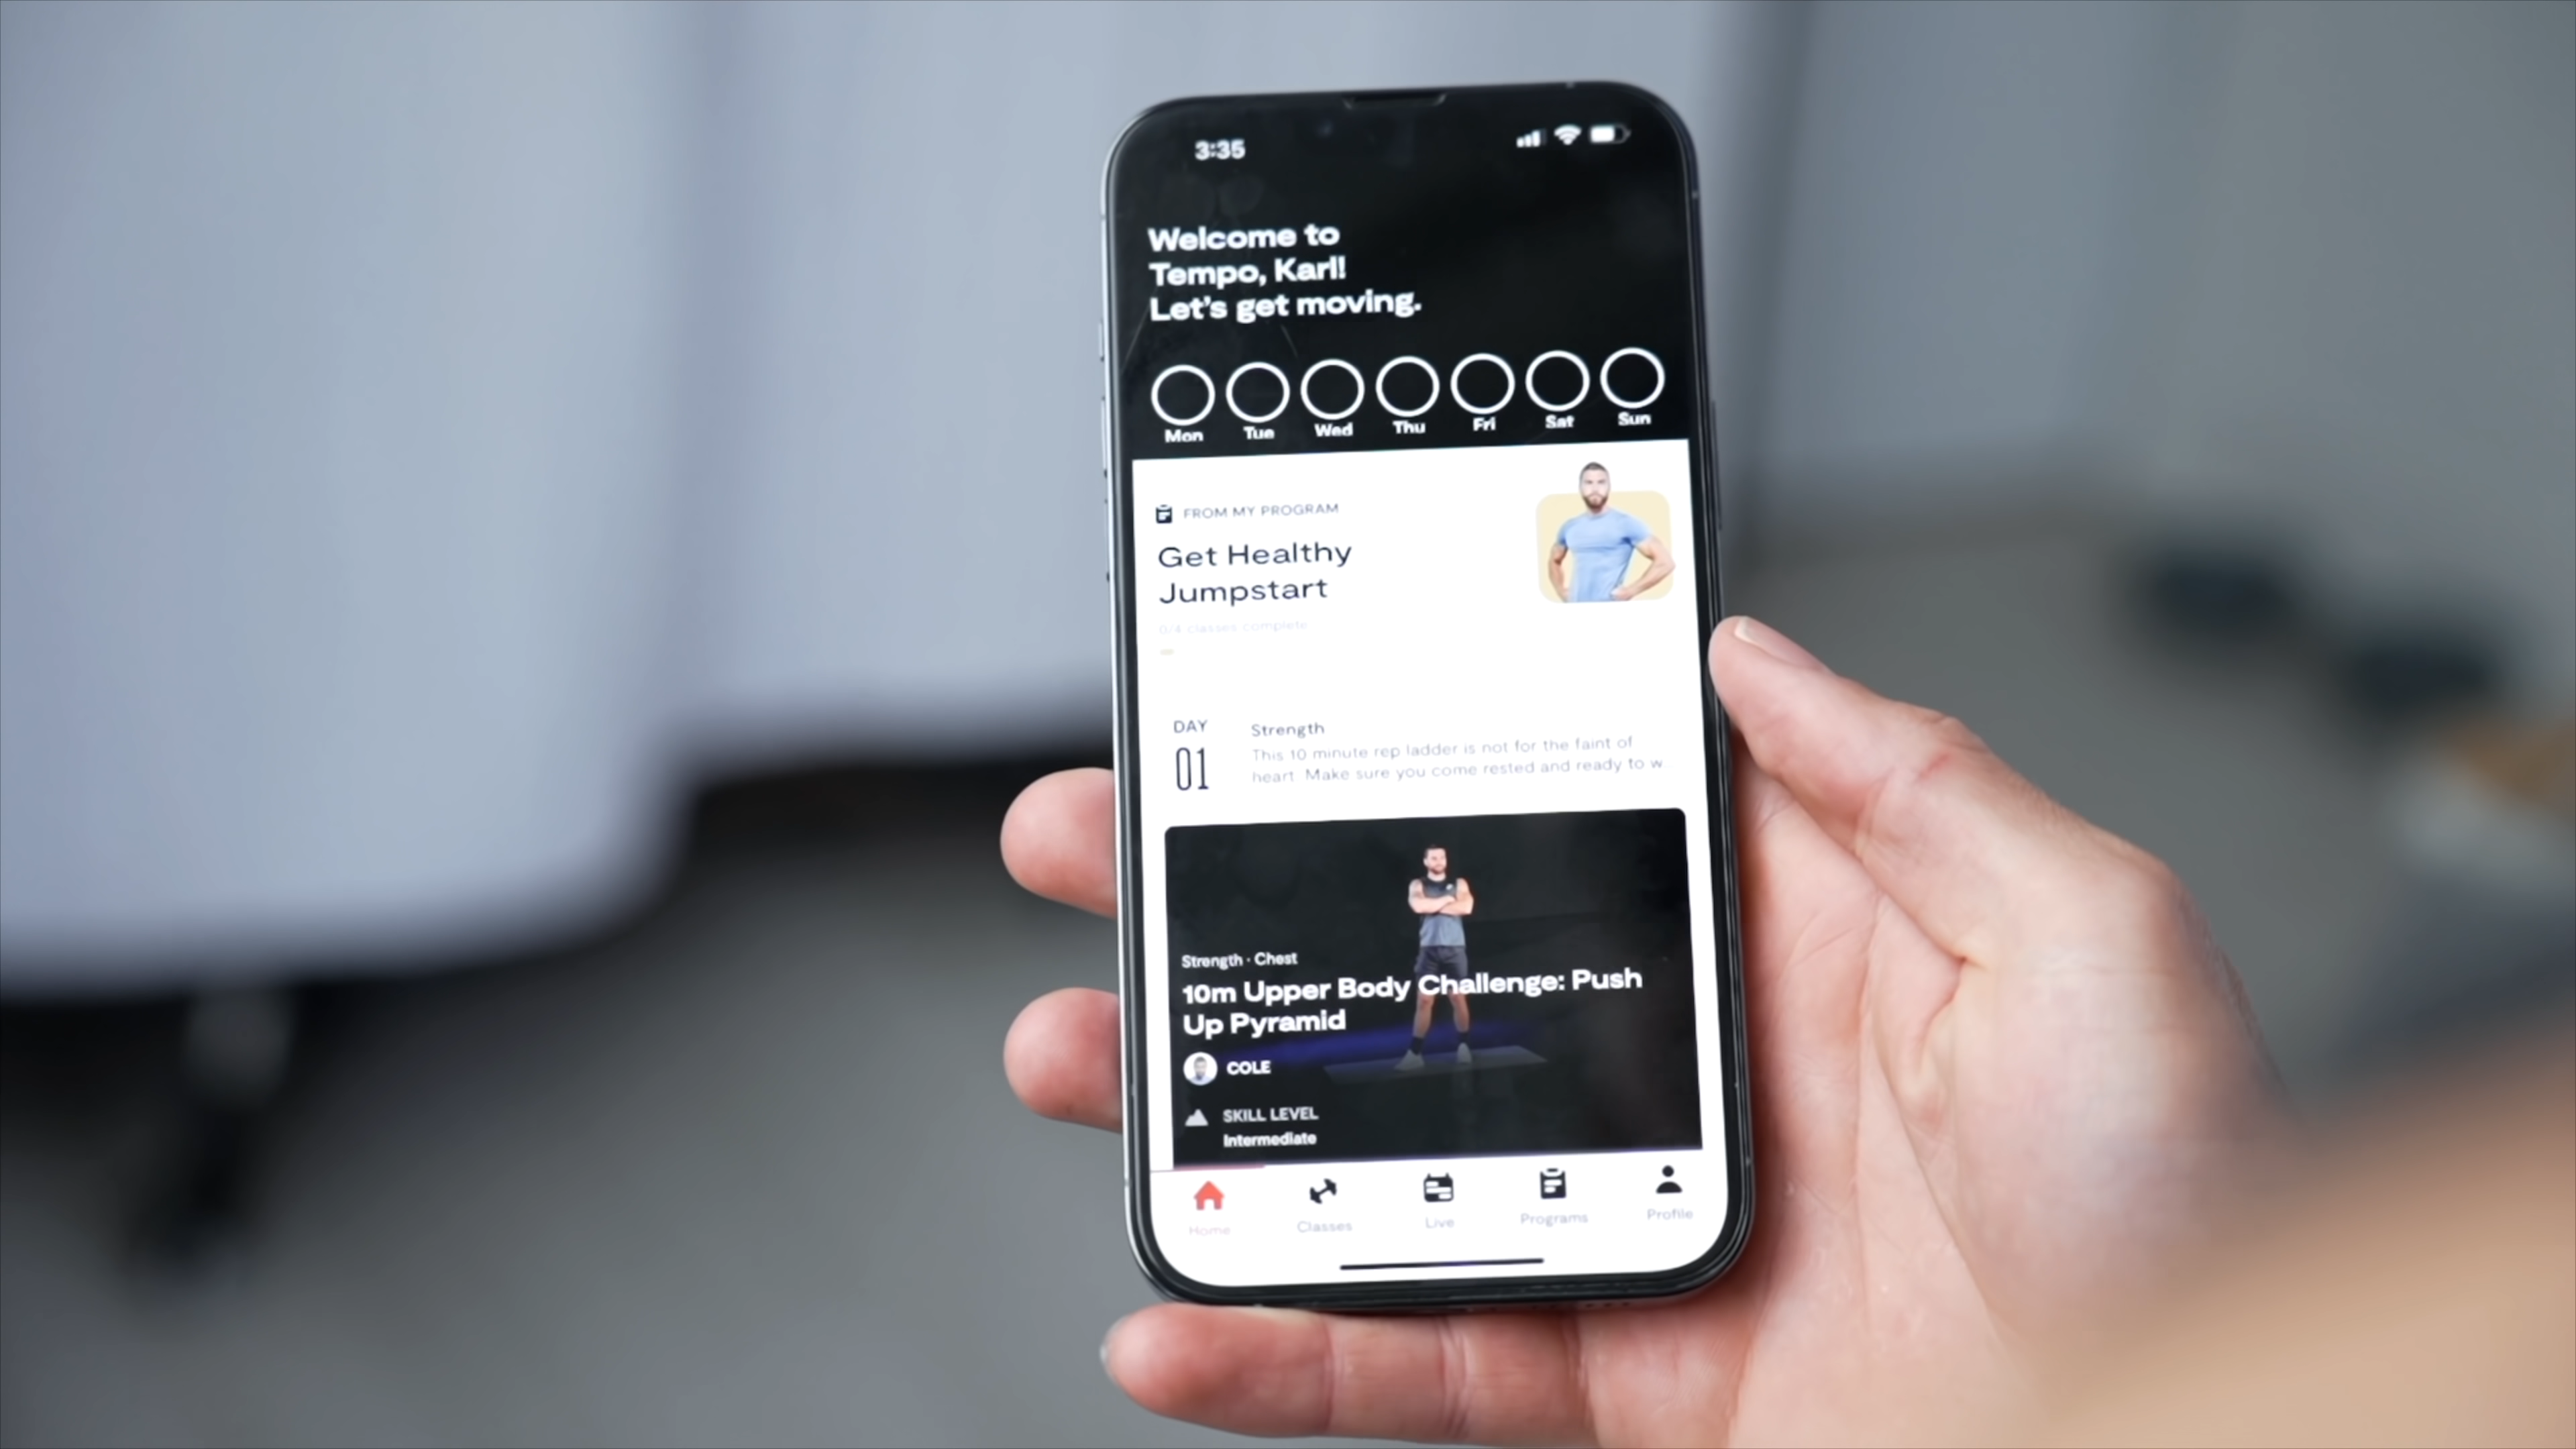 3:35
Welcome to
Tempo, Karl!
Let's get moving.
Mon Tue Wed Thu Fri Sat Sun
FROM MY PROGRAM
Get Healthy
Jumpstart
0/4 classes complete
DAY
01
Strength
This 10 minute rep ladder is not for the faint of
heart. Make sure you come rested and ready to w...
Strength · Chest
10m Upper Body Challenge: Push
Up Pyramid
COLE
SKILL LEVEL
Intermediate
Home Classes Live Programs Profile